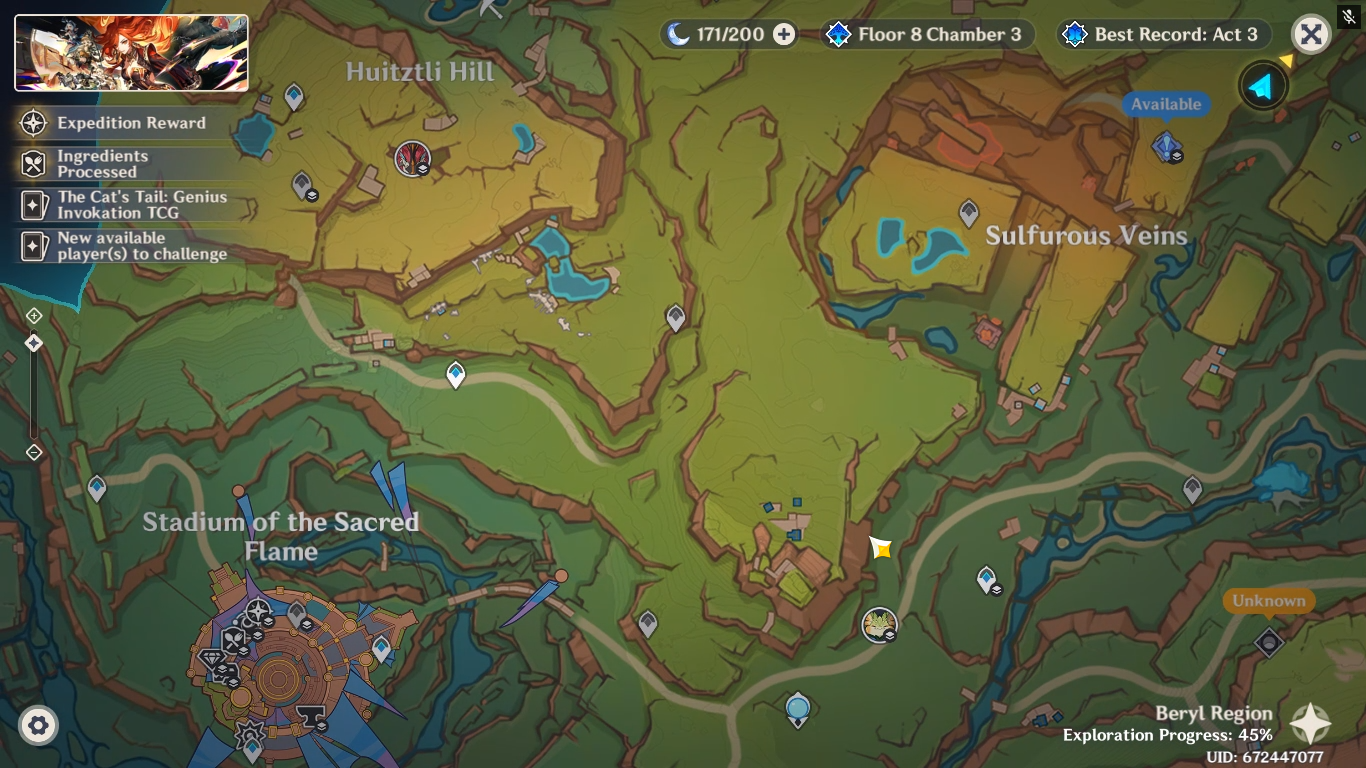 171/200
Floor 8 Chamber 3
Best Record: Act 3
Huitztli Hill
Available
Expedition Reward
Ingredients
Processed
The Cat's Tail: Genius
Invokation TCG
New available
player(s) to challenge
Sulfurous Veins
Stadium of the Sacred
Flame
Unknown
Beryl Region
Exploration Progress: 45%
UID: 672447077